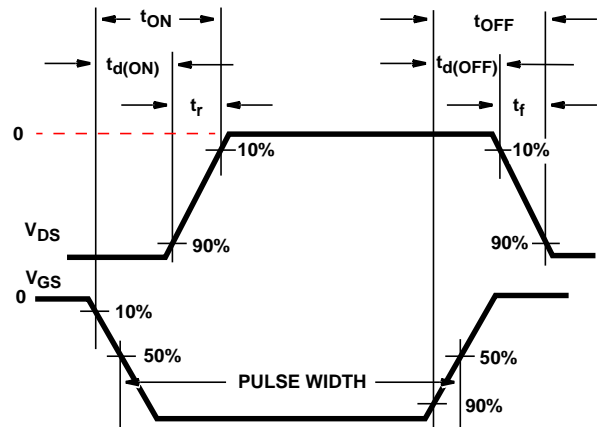 tON
tOFF
td(ON)
td(OFF)
tr
tf
0
10%
10%
VDS
90%
90%
VGS
0
10%
50%
50%
PULSE WIDTH
90%